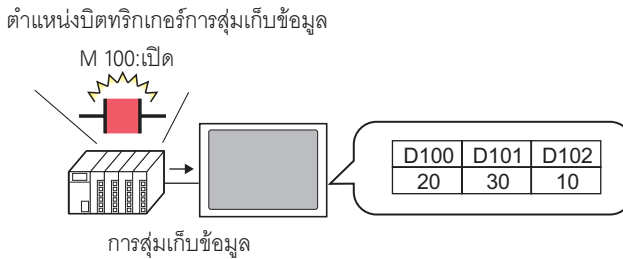 ตำแหน่งบิตทริกเกอร์การสุ่มเก็บข้อมูล
M 100:เปิด
D100 D101 D102
20 30 10
การสุ่มเก็บข้อมูล